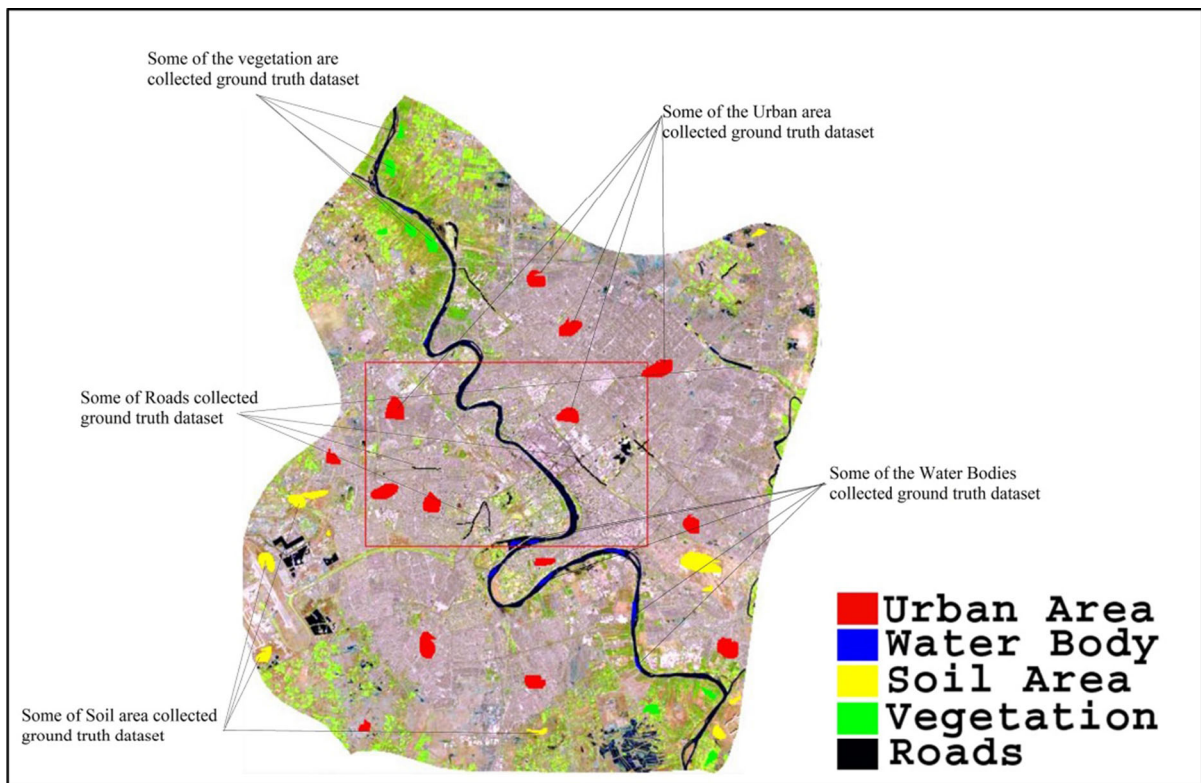 Some of the vegetation are
collected ground truth dataset
Some of the Urban area
collected ground truth dataset
Some of Roads collected
ground truth dataset
Some of the Water Bodies
collected ground truth dataset
Some of Soil area collected
ground truth dataset
Urban Area
Water Body
Soil Area
Vegetation
Roads